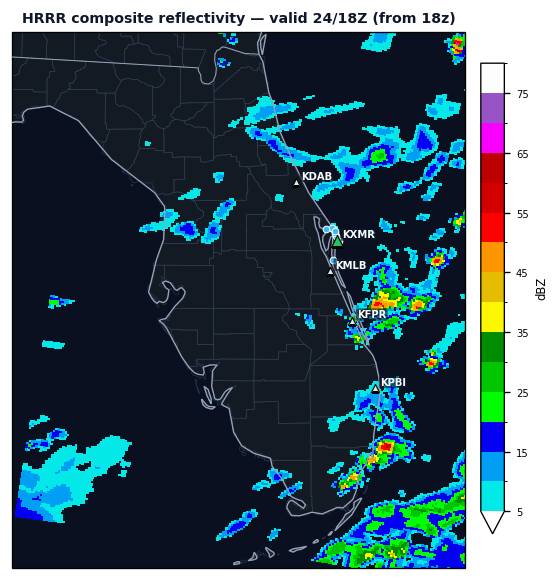 HRRR composite reflectivity — valid 24/18Z (from 18z)
KDAB
KXMR
KMLB
KFPR
KPBI
75
65
55
45
35
25
15
5
dBZ